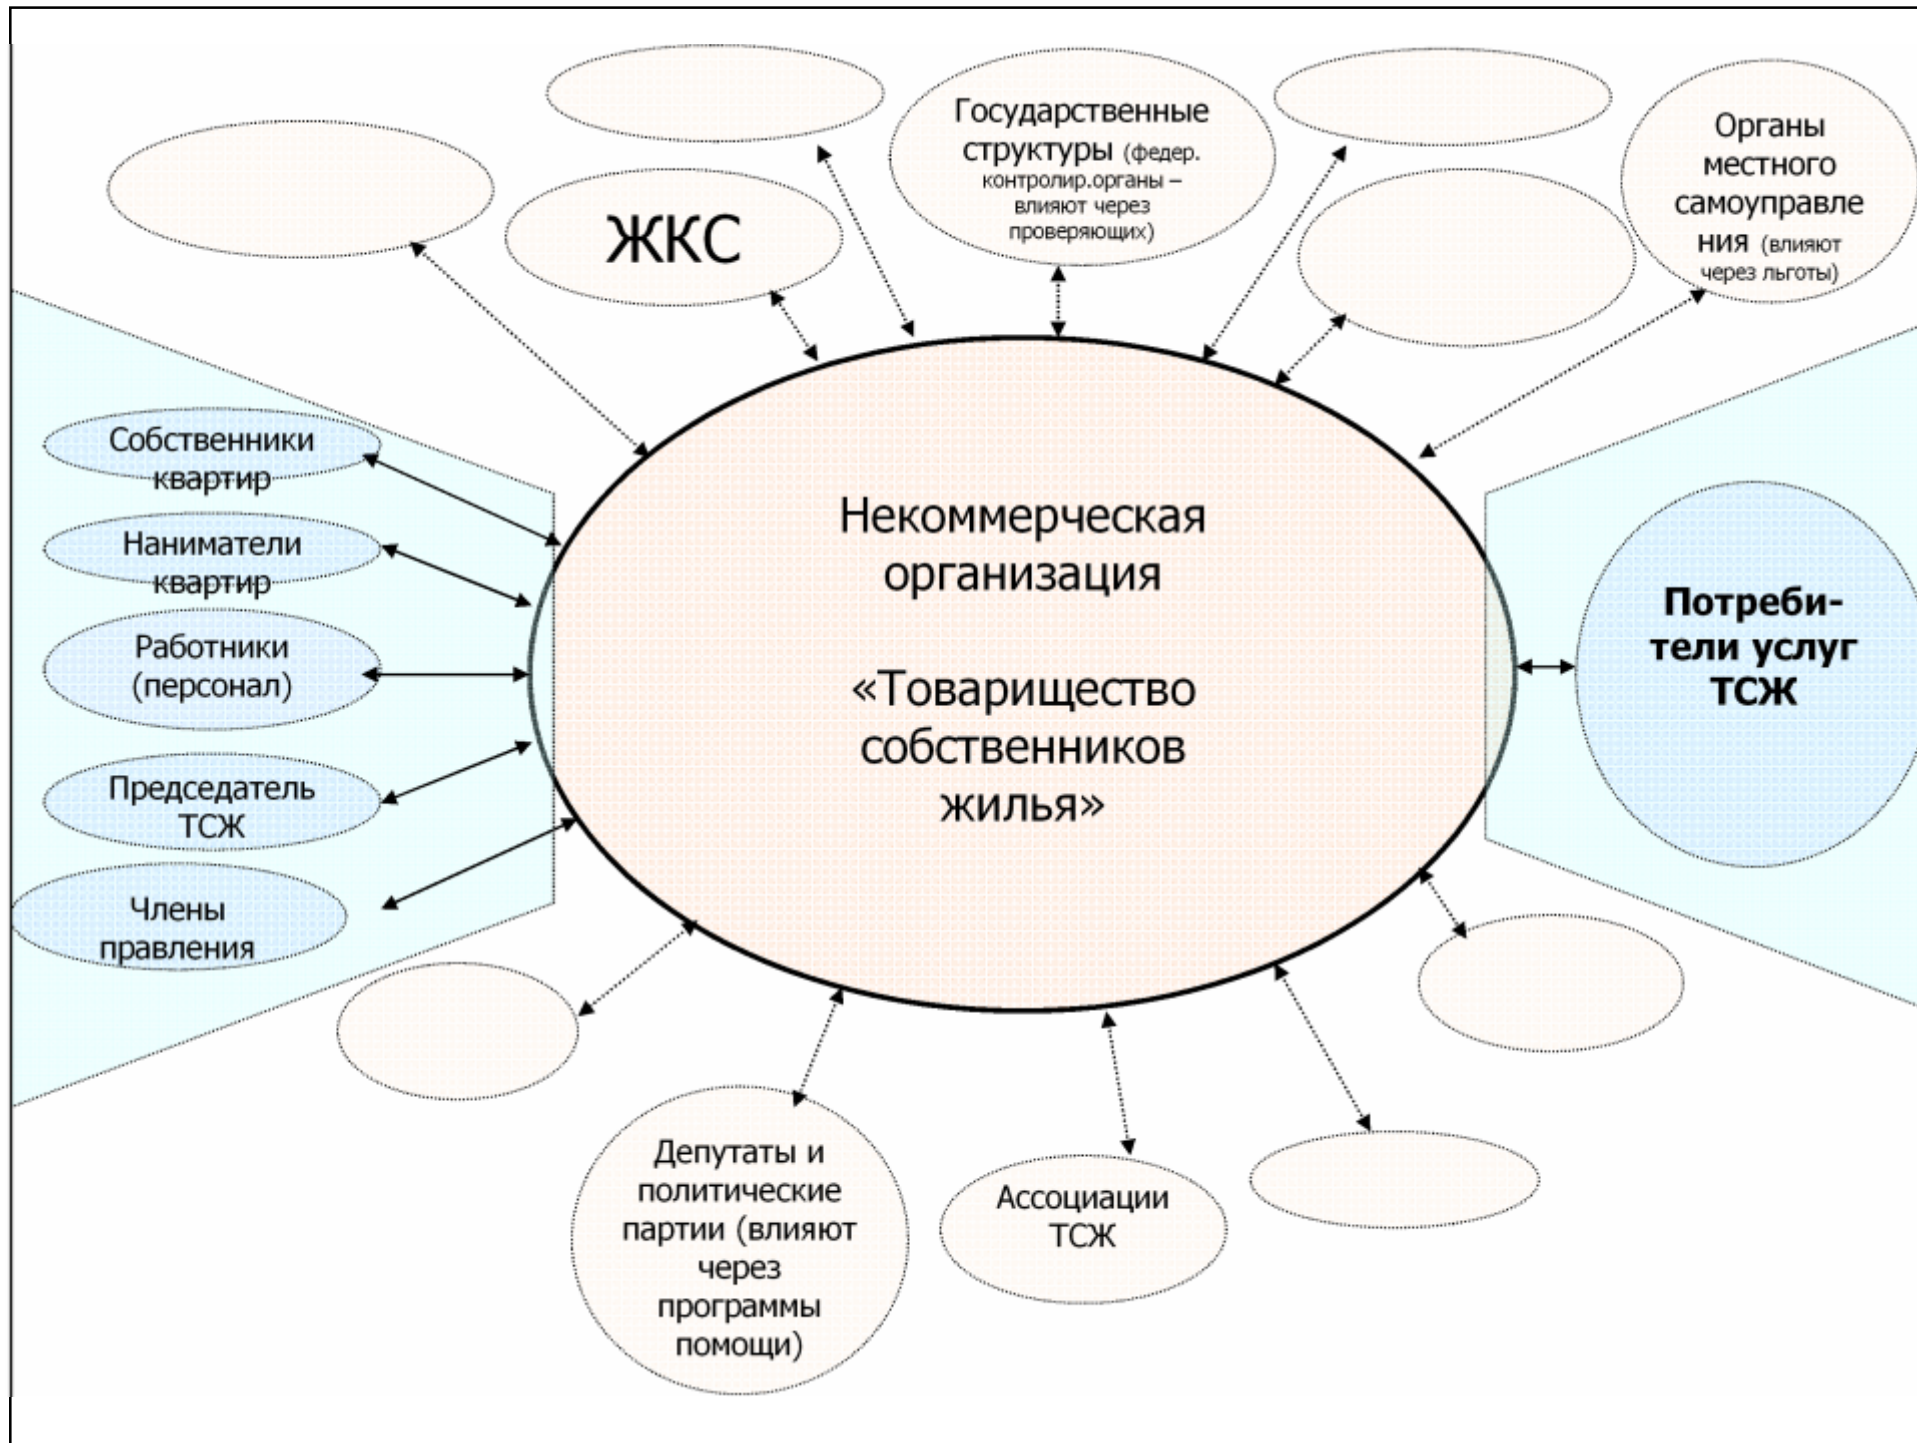 Государственные
структуры (федер.
контролир.органы –
влияют через
проверяющих)
Органы
местного
самоуправле
ния (влияют
через льготы)
ЖКС
Собственники
квартир
Наниматели
квартир
Работники
(персонал)
Председатель
ТСЖ
Члены
правления
Некоммерческая
организация
«Товарищество
собственников
жилья»
Потреби-
тели услуг
ТСЖ
Депутаты и
политические
партии (влияют
через
программы
помощи)
Ассоциации
ТСЖ